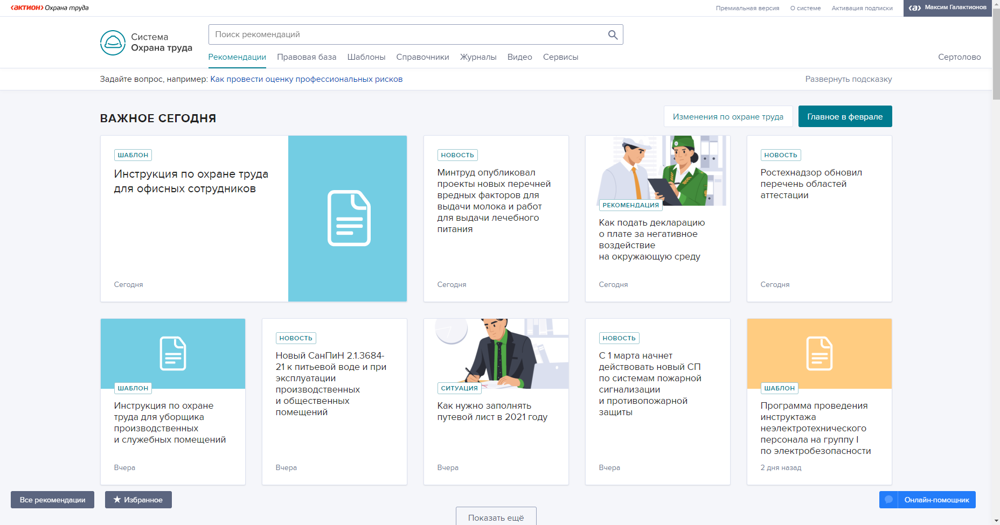 ‹актион› Охрана труда
Премиальная версия
О системе
Активация подписки
‹а› Максим Галактионов
Система
Охрана труда
Поиск рекомендаций
Рекомендации
Правовая база
Шаблоны
Справочники
Журналы
Видео
Сервисы
Сертолово
Задайте вопрос, например: Как провести оценку профессиональных рисков
Развернуть подсказку
ВАЖНОЕ СЕГОДНЯ
Изменения по охране труда
Главное в феврале
ШАБЛОН
Инструкция по охране труда
для офисных сотрудников
Сегодня
НОВОСТЬ
Минтруд опубликовал
проекты новых перечней
вредных факторов для
выдачи молока и работ
для выдачи лечебного
питания
Сегодня
РЕКОМЕНДАЦИЯ
Как подать декларацию
о плате за негативное
воздействие
на окружающую среду
Сегодня
НОВОСТЬ
Ростехнадзор обновил
перечень областей
аттестации
Сегодня
ШАБЛОН
Инструкция по охране
труда для уборщика
производственных
и служебных помещений
Вчера
НОВОСТЬ
Новый СанПиН 2.1.3684-
21 к питьевой воде и при
эксплуатации
производственных
и общественных
помещений
Вчера
СИТУАЦИЯ
Как нужно заполнять
путевой лист в 2021 году
Вчера
НОВОСТЬ
С 1 марта начнет
действовать новый СП
по системам пожарной
сигнализации
и противопожарной
защиты
Вчера
ШАБЛОН
Программа проведения
инструктажа
неэлектротехнического
персонала на группу I
по электробезопасности
2 дня назад
Все рекомендации
Избранное
Онлайн-помощник
Показать ещё